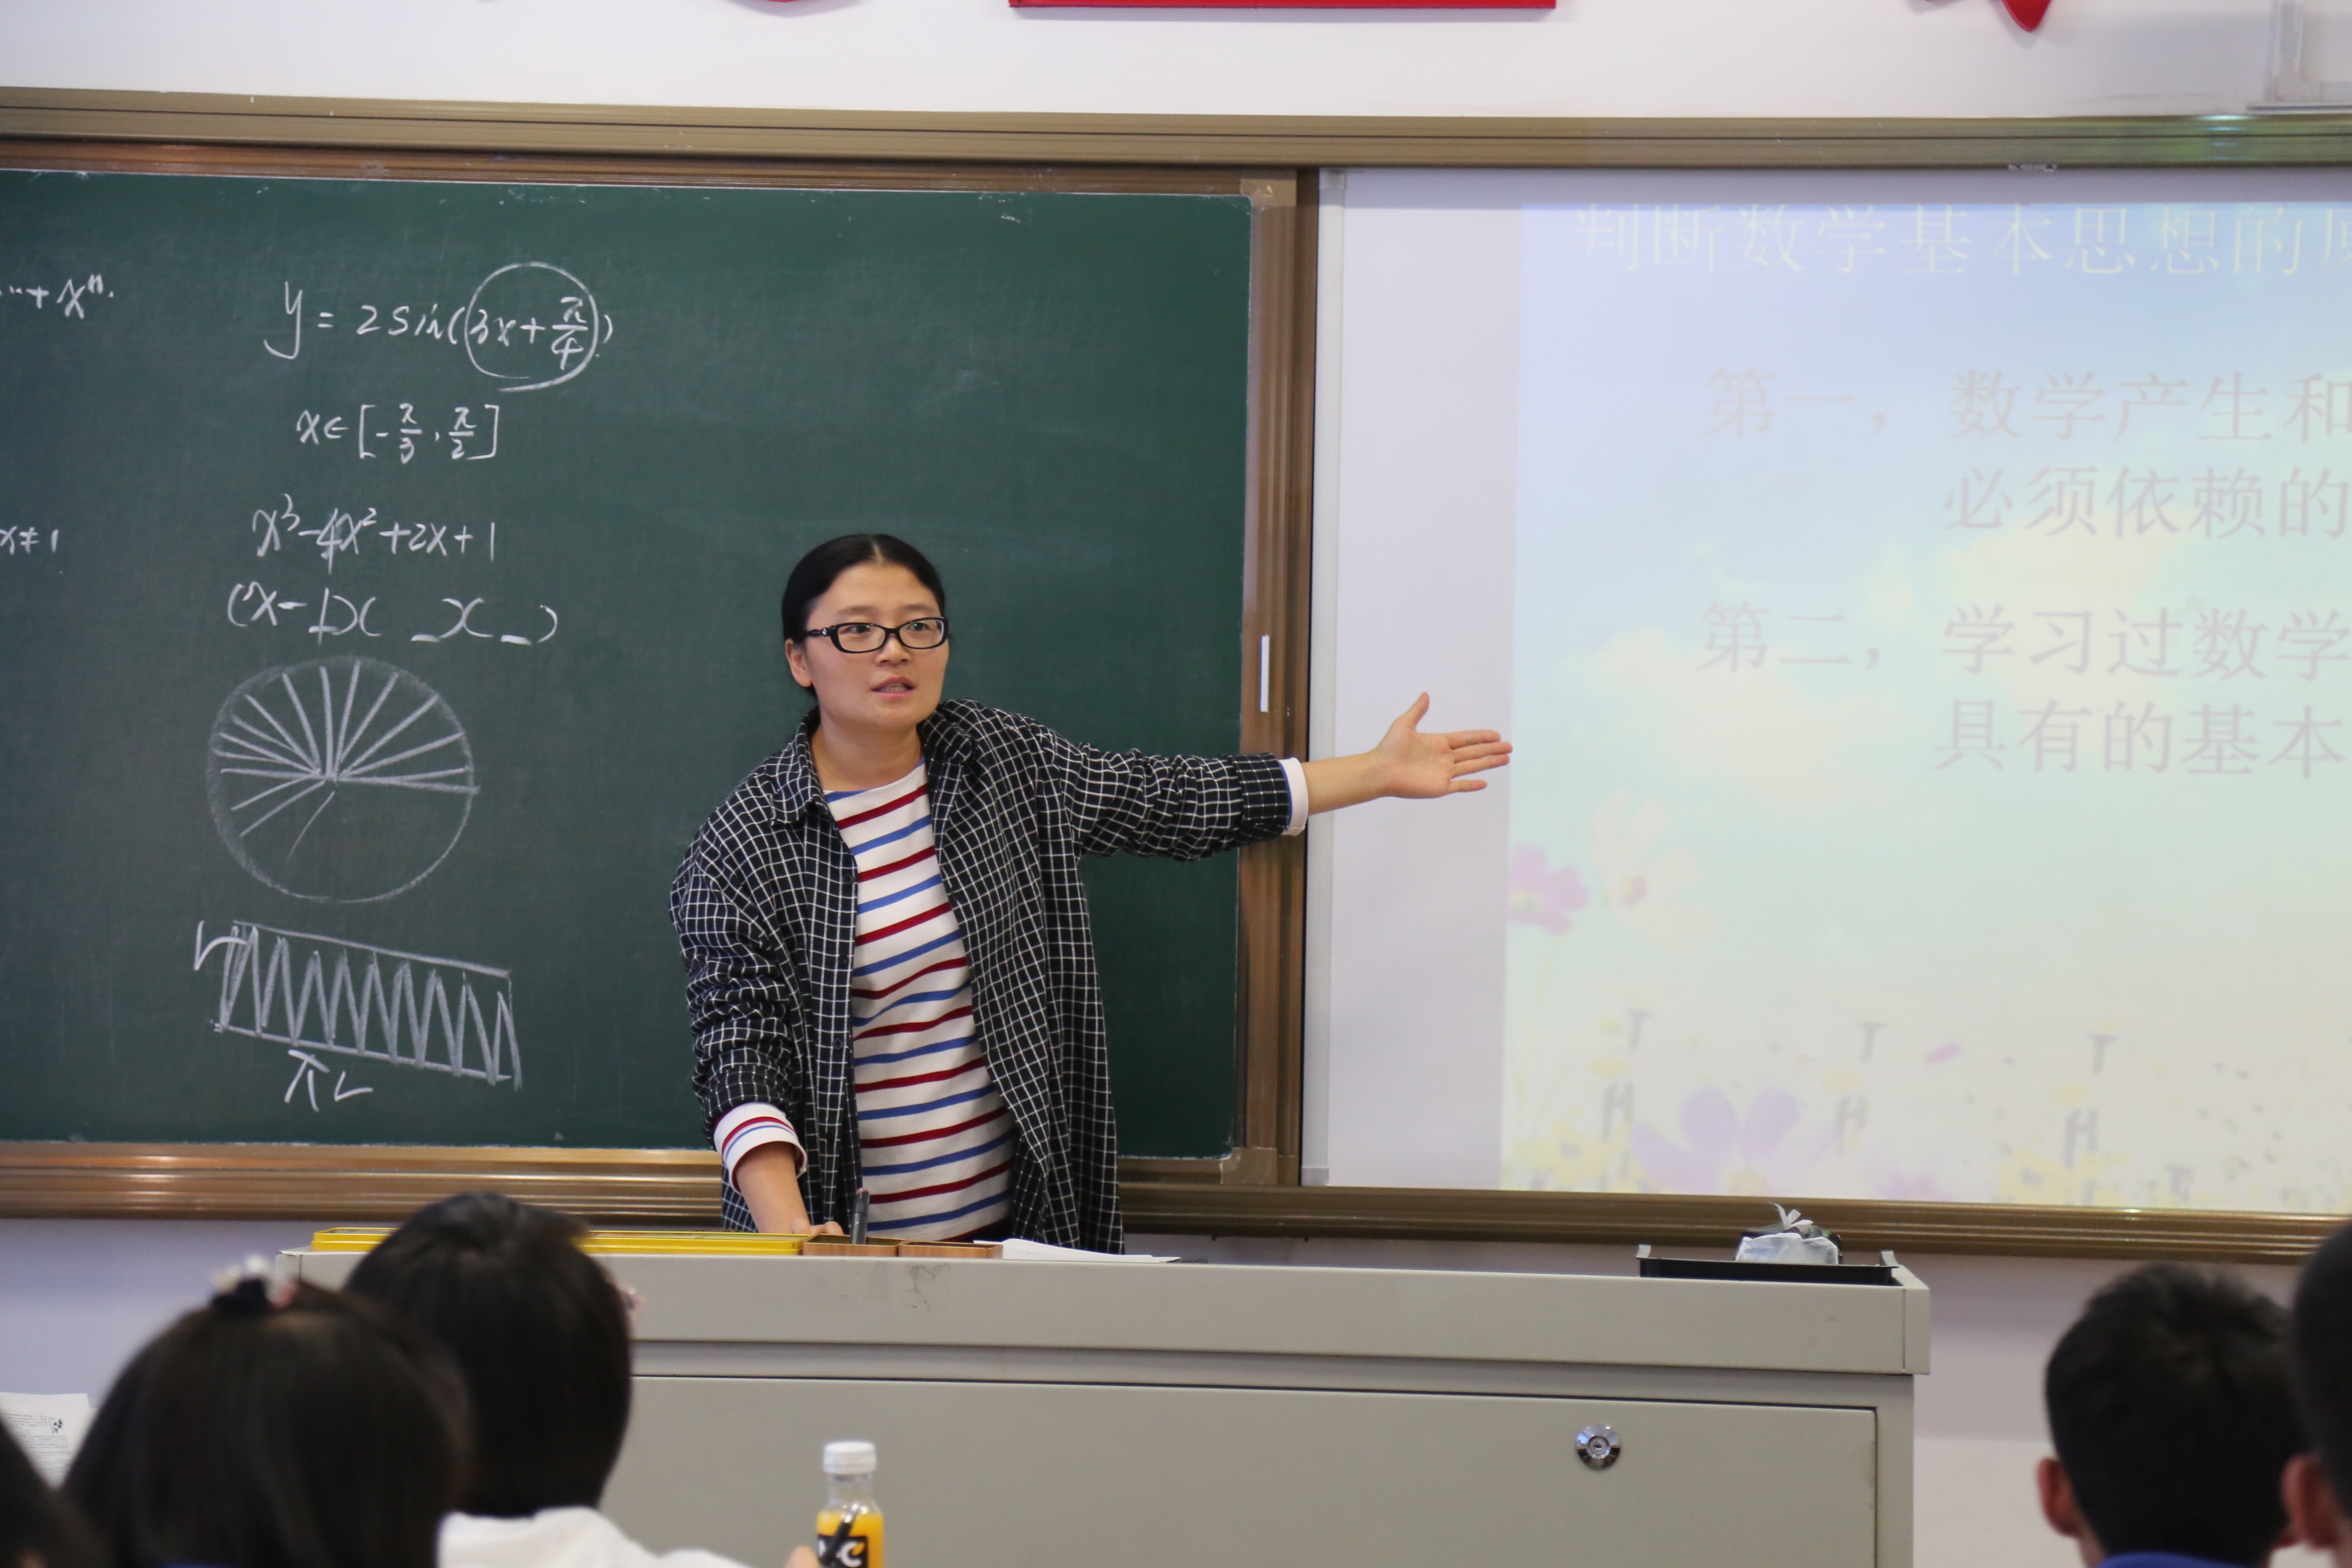 …+xⁿ.
y = 2sin(3x+π/4)
x∈[-π/3, π/2]
x≠1
x³-4x²+2x+1
(x-1)( _)( _)
r
πr
判断数学基本思想的原
第一，数学产生和
必须依赖的
第二，学习过数学
具有的基本